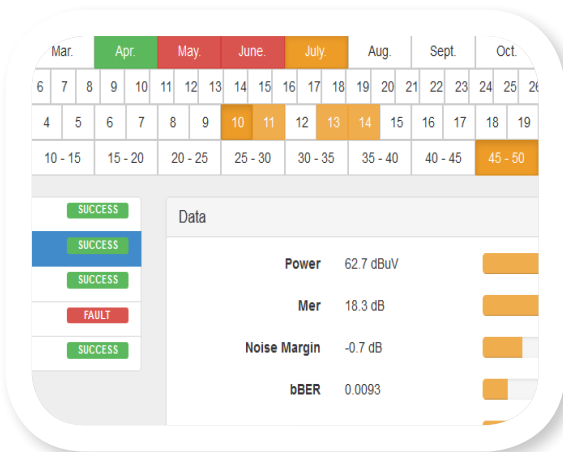 Mar. Apr. May. June. July. Aug. Sept. Oct.
6 7 8 9 10 11 12 13 14 15 16 17 18 19 20 21 22 23 24 25
4 5 6 7 8 9 10 11 12 13 14 15 16 17 18 19
10 - 15 15 - 20 20 - 25 25 - 30 30 - 35 35 - 40 40 - 45 45 - 50
SUCCESS
Data
SUCCESS
Power 62.7 dBuV
SUCCESS
Mer 18.3 dB
FAULT
Noise Margin -0.7 dB
SUCCESS
bBER 0.0093